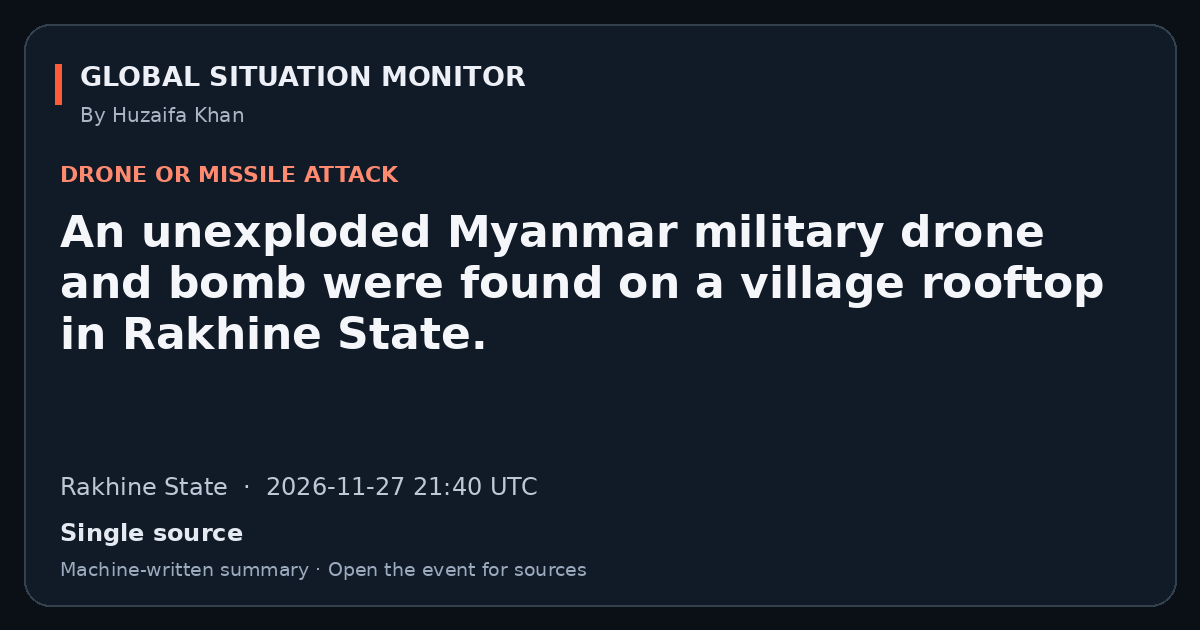 GLOBAL SITUATION MONITOR
By Huzaifa Khan
DRONE OR MISSILE ATTACK
An unexploded Myanmar military drone
and bomb were found on a village rooftop
in Rakhine State.
Rakhine State · 2026-11-27 21:40 UTC
Single source
Machine-written summary · Open the event for sources